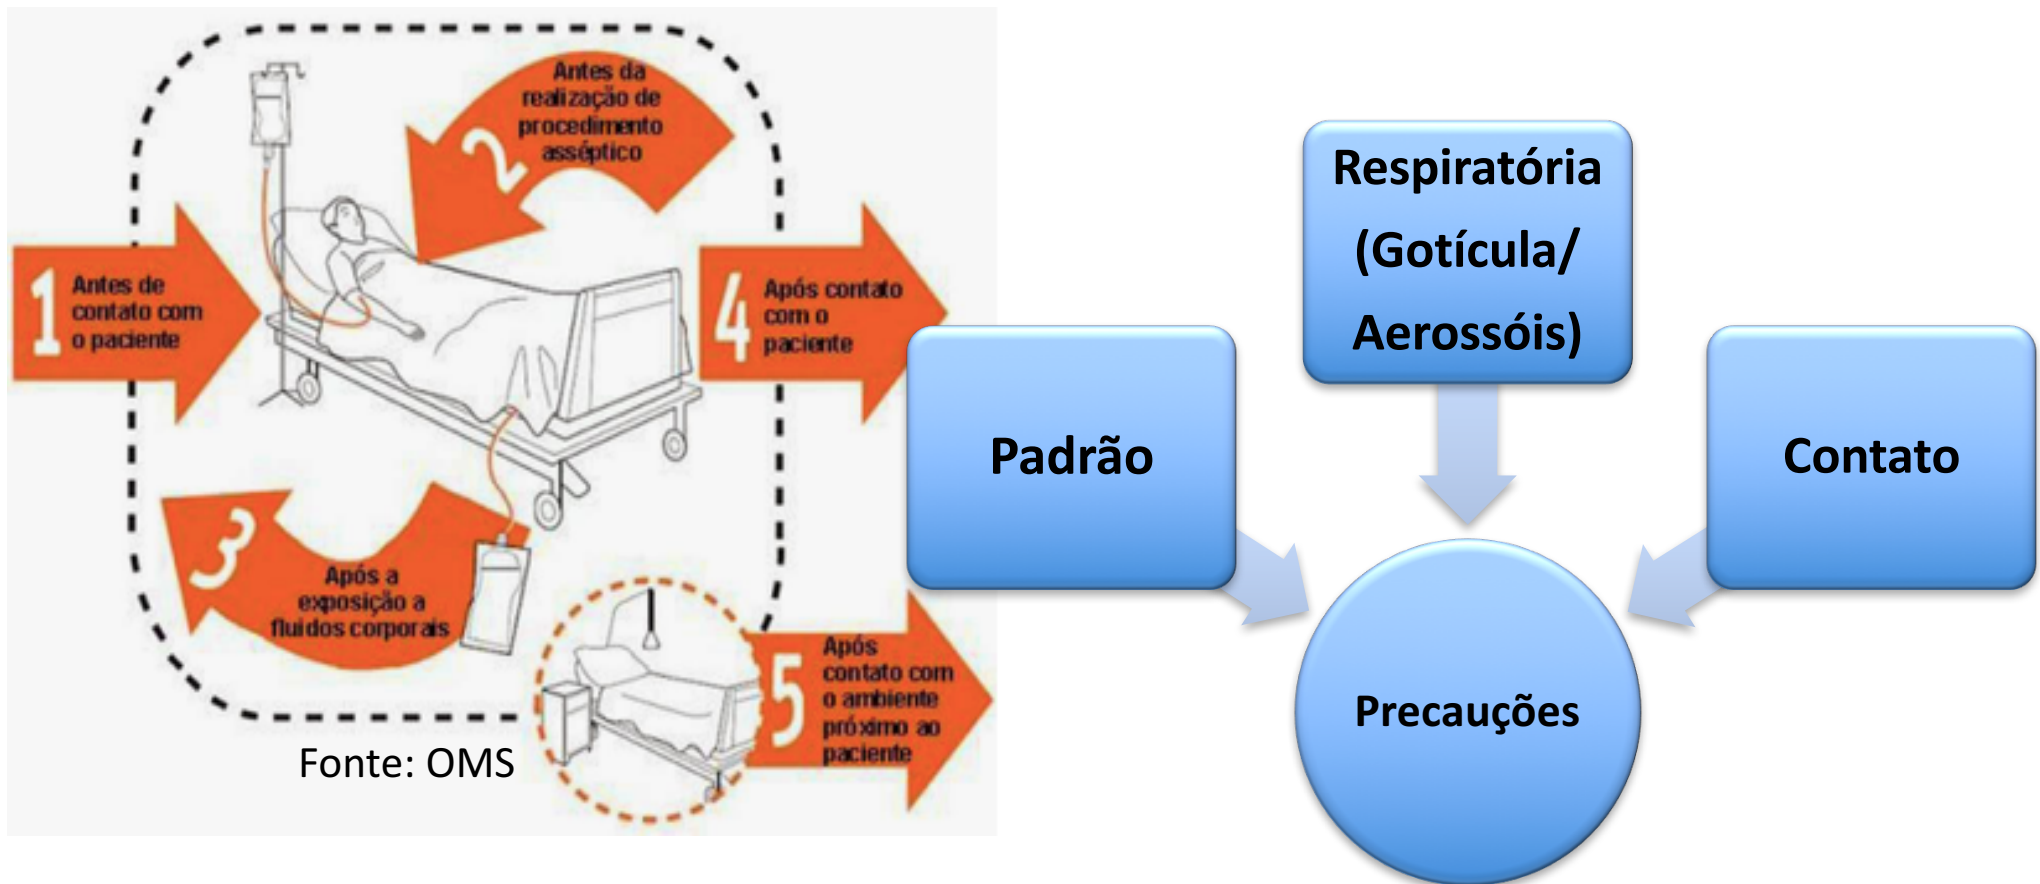 1
Antes de
contato com
o paciente
2
Antes da
realização de
procedimento
asséptico
3
Após a
exposição a
fluidos corporais
4
Após contato
com o
paciente
5
Após
contato com
o ambiente
próximo ao
paciente
Fonte: OMS
Padrão
Respiratória
(Gotícula/
Aerossóis)
Contato
Precauções